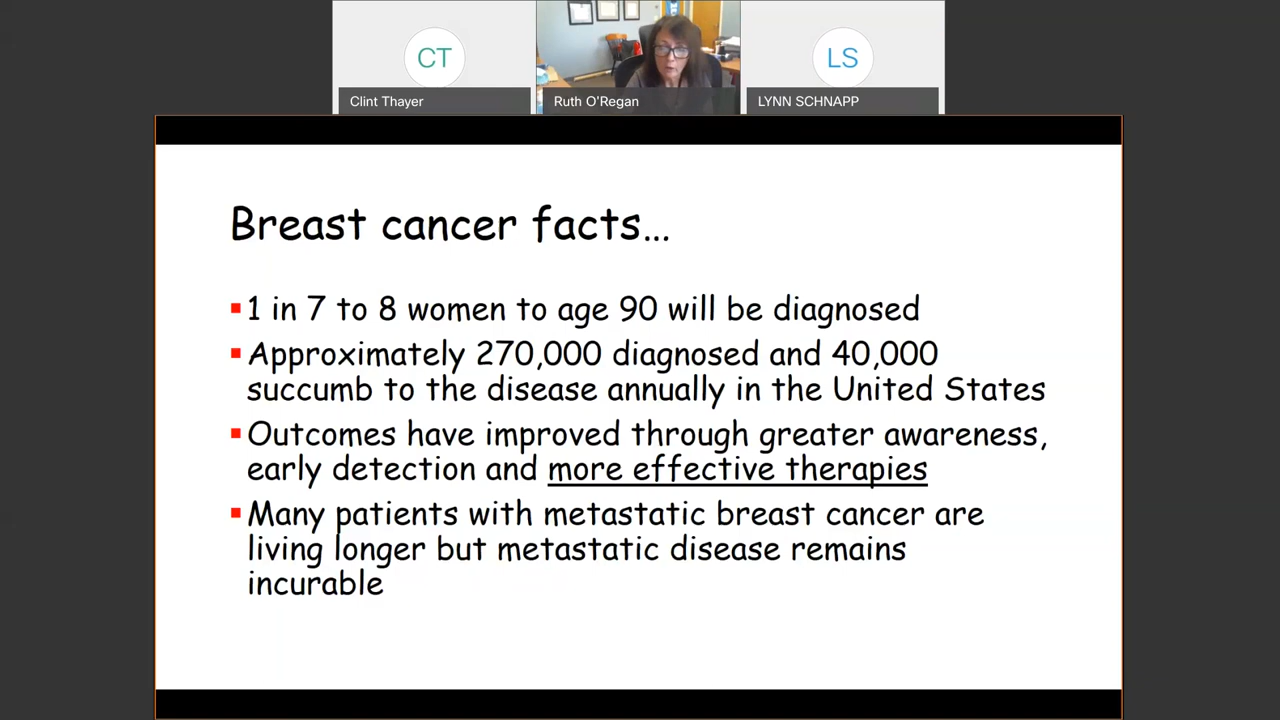 CT
LS
Clint Thayer
Ruth O'Regan
LYNN SCHNAPP
Breast cancer facts…
1 in 7 to 8 women to age 90 will be diagnosed
Approximately 270,000 diagnosed and 40,000
succumb to the disease annually in the United States
Outcomes have improved through greater awareness,
early detection and more effective therapies
Many patients with metastatic breast cancer are
living longer but metastatic disease remains
incurable